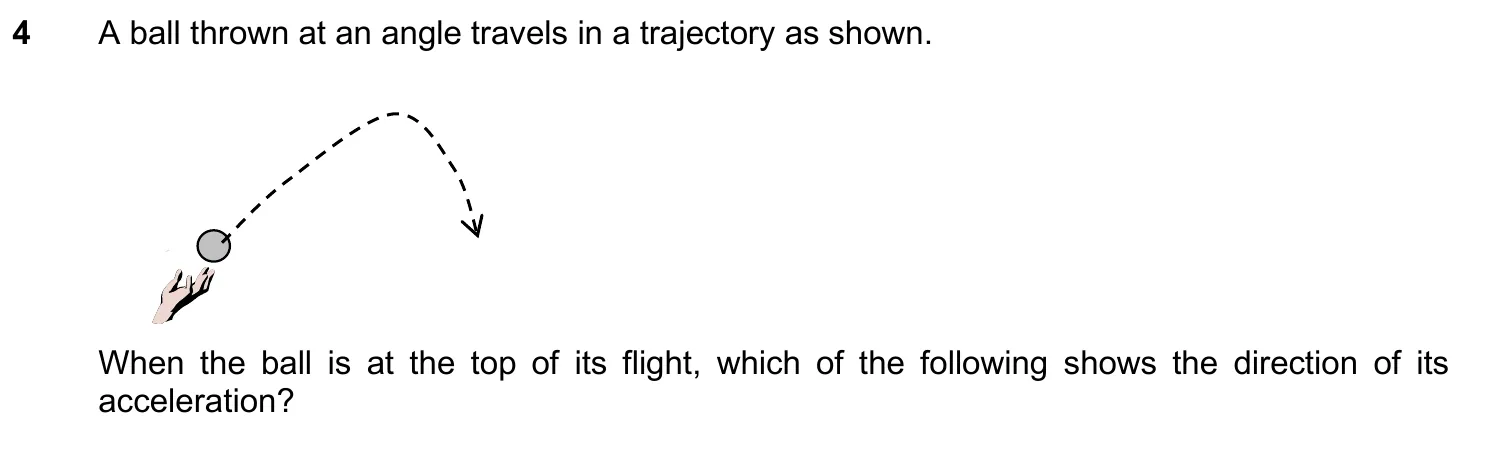 4 A ball thrown at an angle travels in a trajectory as shown.
When the ball is at the top of its flight, which of the following shows the direction of its
acceleration?